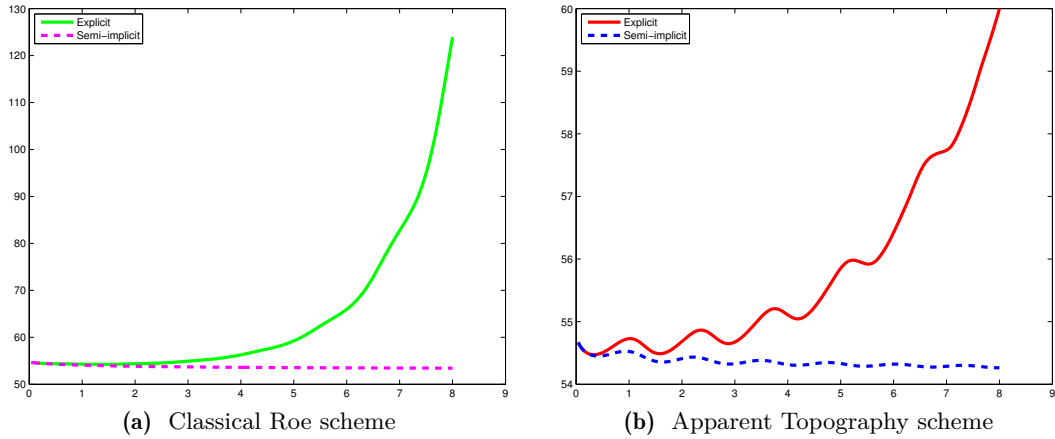 130
120
110
100
90
80
70
60
50
0 1 2 3 4 5 6 7 8 9
Explicit
Semi-implicit
(a) Classical Roe scheme
60
59
58
57
56
55
54
0 1 2 3 4 5 6 7 8 9
Explicit
Semi-implicit
(b) Apparent Topography scheme